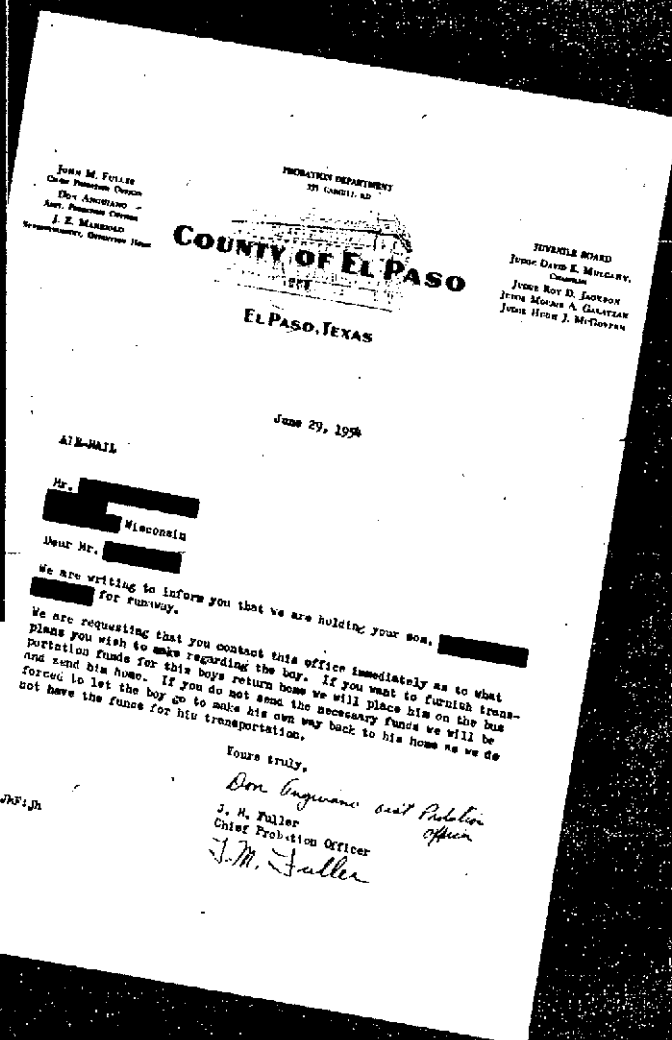 JOHN M. FULLER
CHIEF PROBATION OFFICER
DON ANGUIANO
ASST. PROBATION OFFICER
SUPERINTENDENT, DETENTION HOME
PROBATION DEPARTMENT
COUNTY OF EL PASO
EL PASO, TEXAS
JUVENILE BOARD
JUDGE DAVID E. MULCAHY,
CHAIRMAN
JUDGE ROY D. JACKSON
JUDGE MORRIS A. GALATZAN
JUDGE HUGH J. McGOVERN
June 29, 1954
AIR-MAIL
Mr.
Wisconsin
Dear Mr.
We are writing to inform you that we are holding your son,
for runaway.
We are requesting that you contact this office immediately as to what
plans you wish to make regarding the boy. If you want to furnish trans-
portation funds for this boys return home we will place him on the bus
and send him home. If you do not send the necessary funds we will be
forced to let the boy go to make his own way back to his home as we do
not have the funds for his transportation.
Yours truly,
Don Anguiano asst Probation
officer
J. M. Fuller
Chief Probation Officer
J. M. Fuller